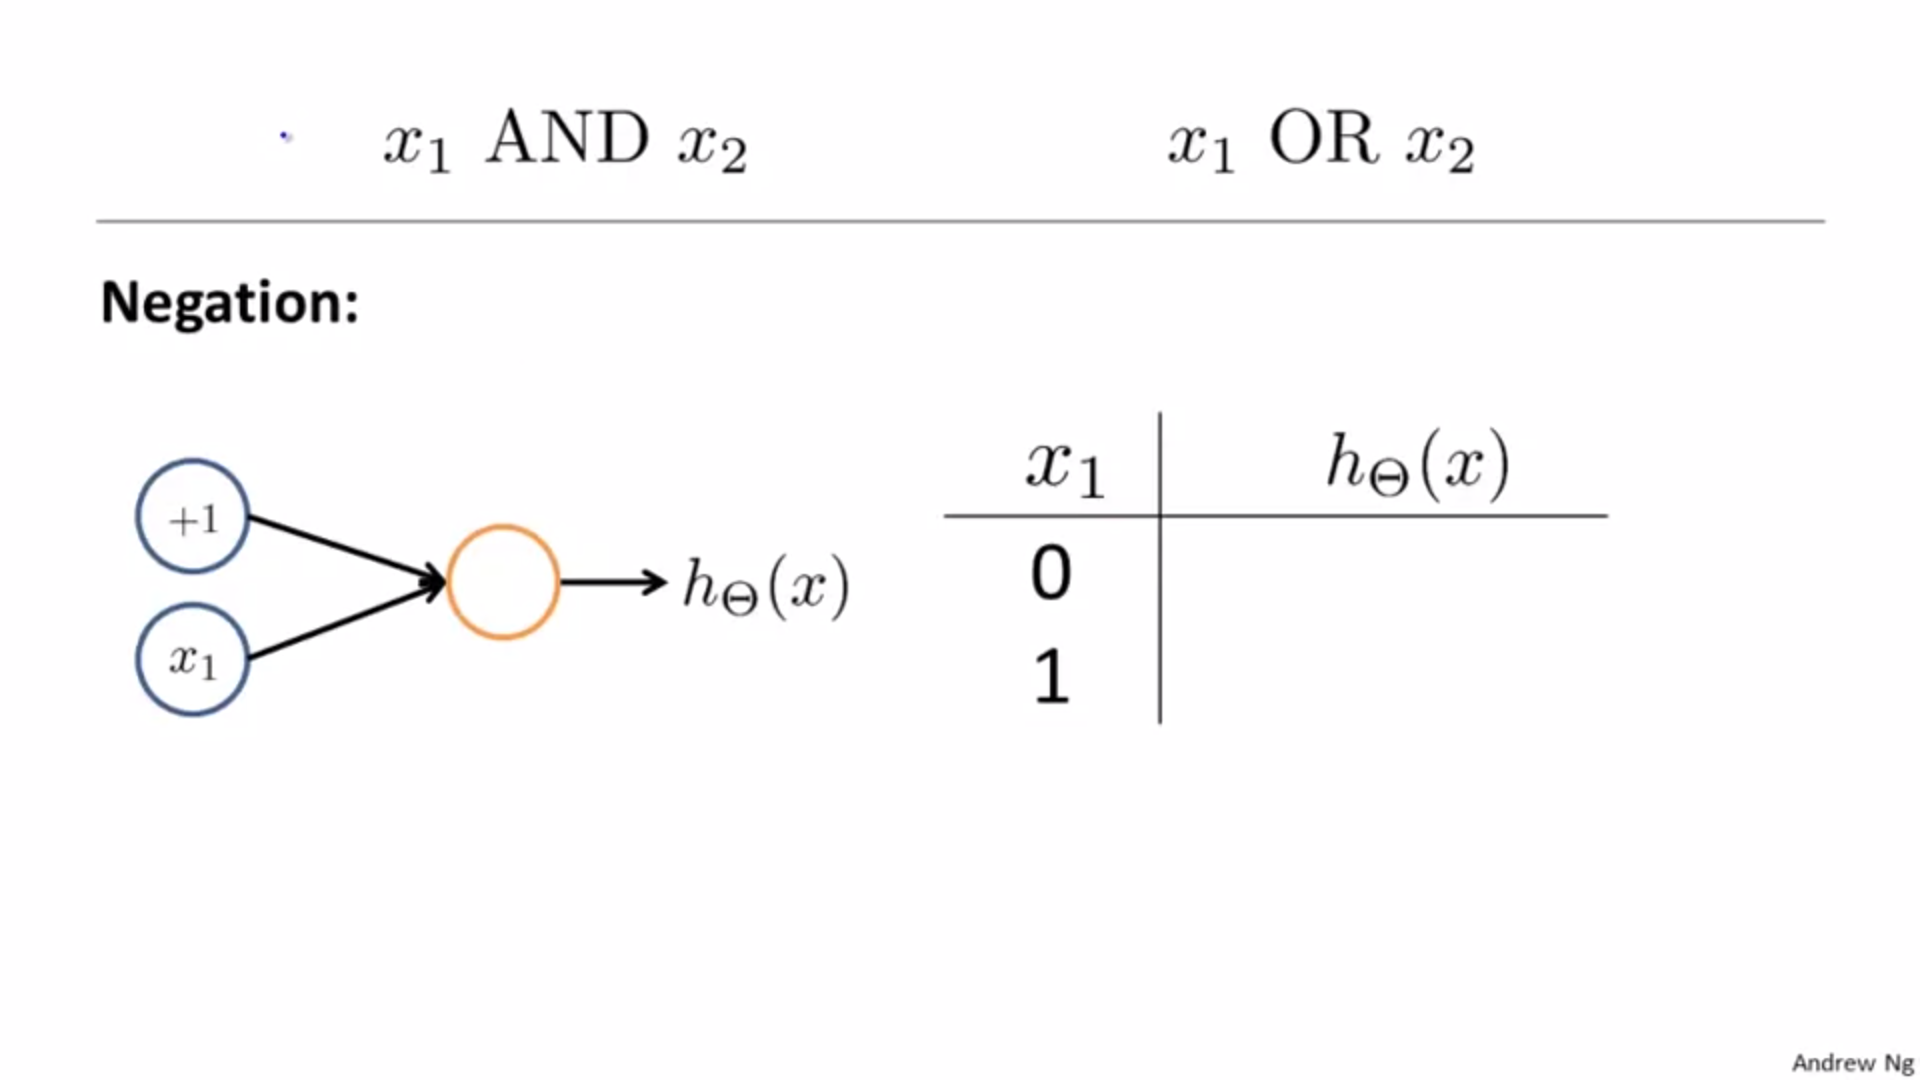 x₁ AND x₂ x₁ OR x₂
Negation:
x₁ h_Θ(x)
+1
0
h_Θ(x)
x₁
1
Andrew Ng